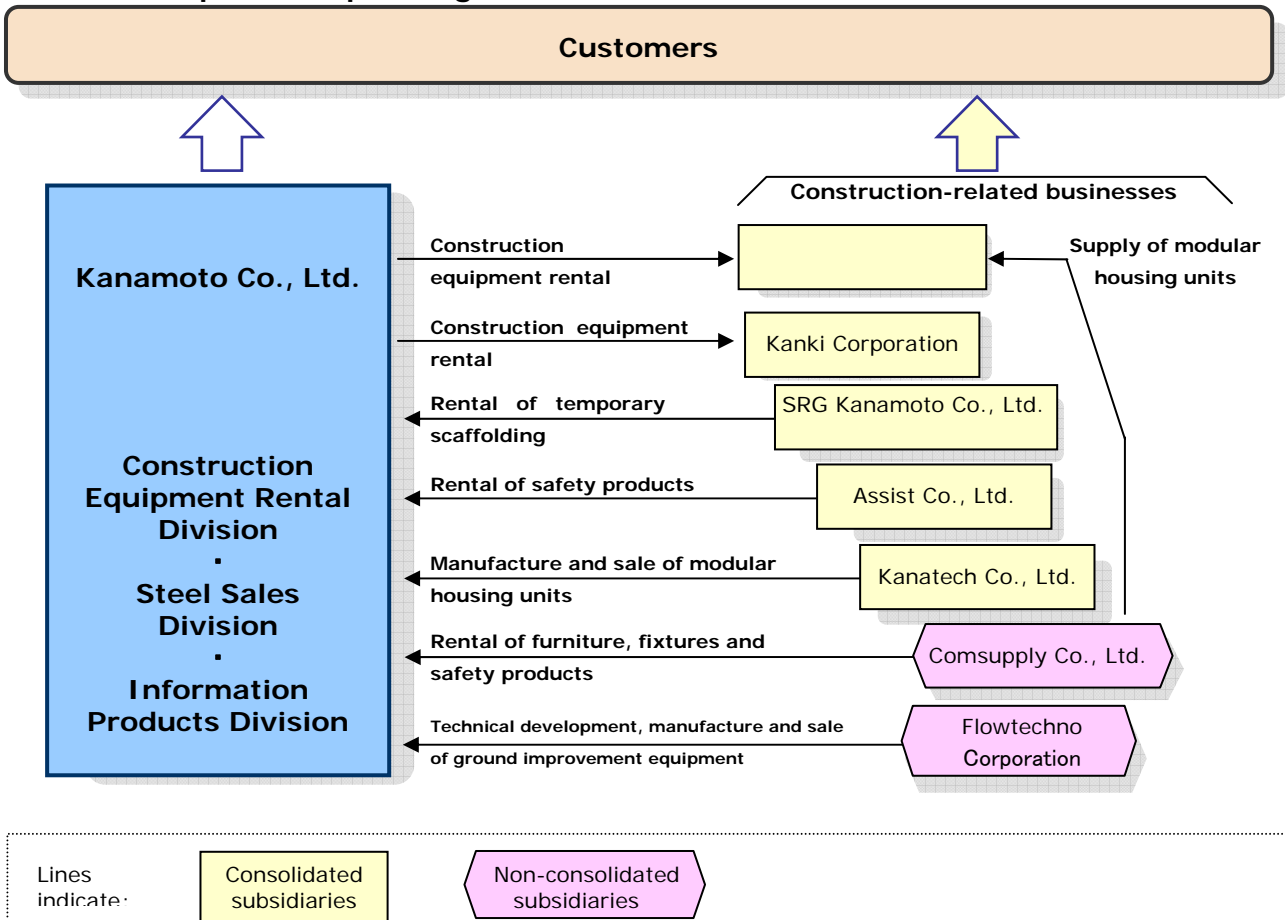 Customers
Construction-related businesses
Kanamoto Co., Ltd.
Construction
equipment rental
Supply of modular
housing units
Construction equipment
rental
Kanki Corporation
Rental of temporary
scaffolding
SRG Kanamoto Co., Ltd.
Construction
Equipment Rental
Division
·
Steel Sales
Division
·
Information
Products Division
Rental of safety products
Assist Co., Ltd.
Manufacture and sale of modular
housing units
Kanatech Co., Ltd.
Rental of furniture, fixtures and
safety products
Comsupply Co., Ltd.
Technical development, manufacture and sale
of ground improvement equipment
Flowtechno
Corporation
Lines
indicate:
Consolidated
subsidiaries
Non-consolidated
subsidiaries